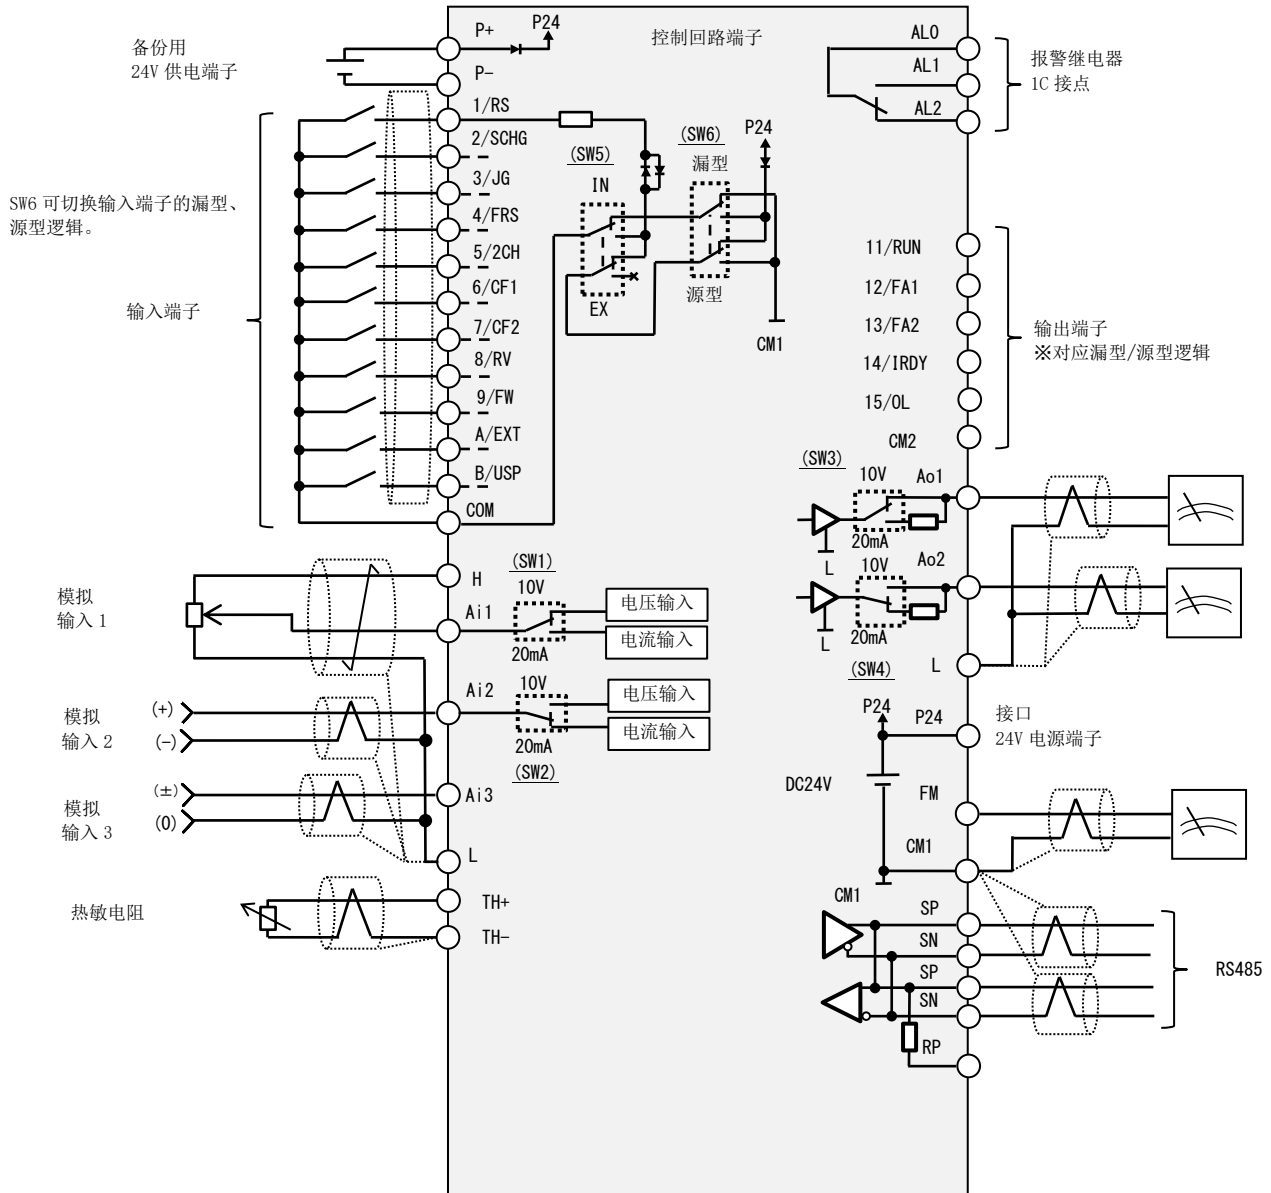 控制回路端子
备份用
24V 供电端子
P+
P24
P-
1/RS
2/SCHG
3/JG
4/FRS
5/2CH
6/CF1
7/CF2
8/RV
9/FW
A/EXT
B/USP
COM
SW6 可切换输入端子的漏型、
源型逻辑。
输入端子
(SW5)
IN
EX
(SW6)
漏型
源型
P24
CM1
AL0
AL1
AL2
报警继电器
1C 接点
11/RUN
12/FA1
13/FA2
14/IRDY
15/OL
CM2
输出端子
※对应漏型/源型逻辑
(SW3)
10V
20mA
L
Ao1
10V
20mA
L
Ao2
(SW4)
L
模拟
输入 1
H
Ai1
(SW1)
10V
20mA
电压输入
电流输入
模拟
输入 2
(+)
(-)
Ai2
10V
20mA
(SW2)
电压输入
电流输入
模拟
输入 3
(±)
(0)
Ai3
L
热敏电阻
TH+
TH-
P24
P24
接口
24V 电源端子
DC24V
FM
CM1
CM1
SP
SN
SP
SN
RP
RS485